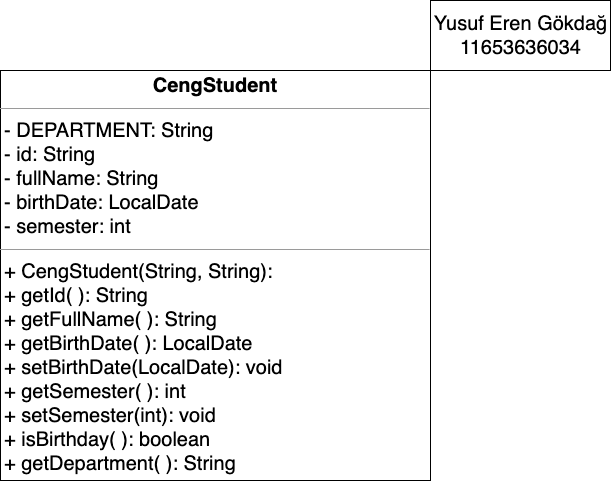 Yusuf Eren Gökdağ
11653636034
CengStudent
- DEPARTMENT: String
- id: String
- fullName: String
- birthDate: LocalDate
- semester: int
+ CengStudent(String, String):
+ getId( ): String
+ getFullName( ): String
+ getBirthDate( ): LocalDate
+ setBirthDate(LocalDate): void
+ getSemester( ): int
+ setSemester(int): void
+ isBirthday( ): boolean
+ getDepartment( ): String